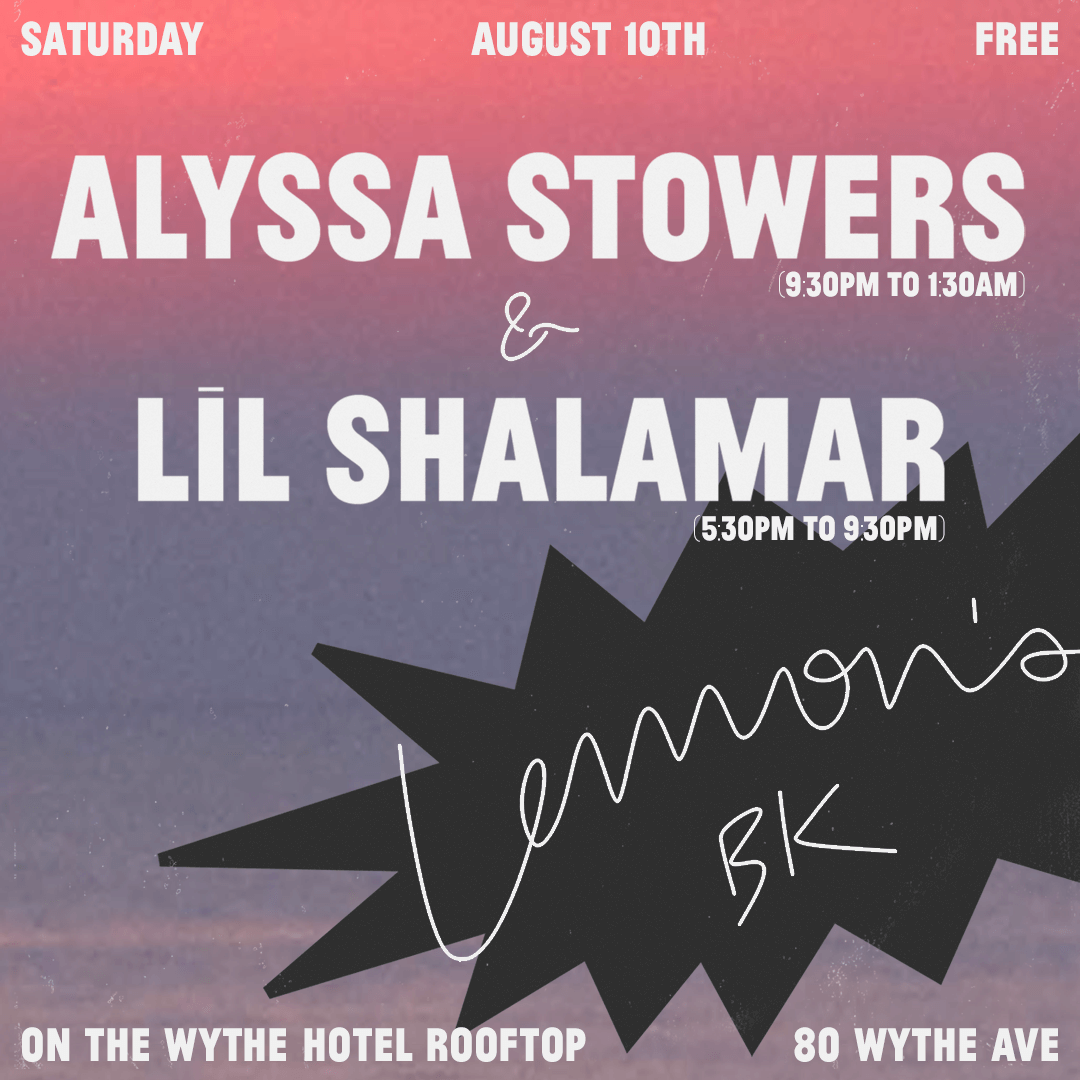 SATURDAY AUGUST 10TH FREE
ALYSSA STOWERS
(9:30PM TO 1:30AM)
&
LĪL SHALAMAR
(5:30PM TO 9:30PM)
Lemon's
BK
ON THE WYTHE HOTEL ROOFTOP 80 WYTHE AVE